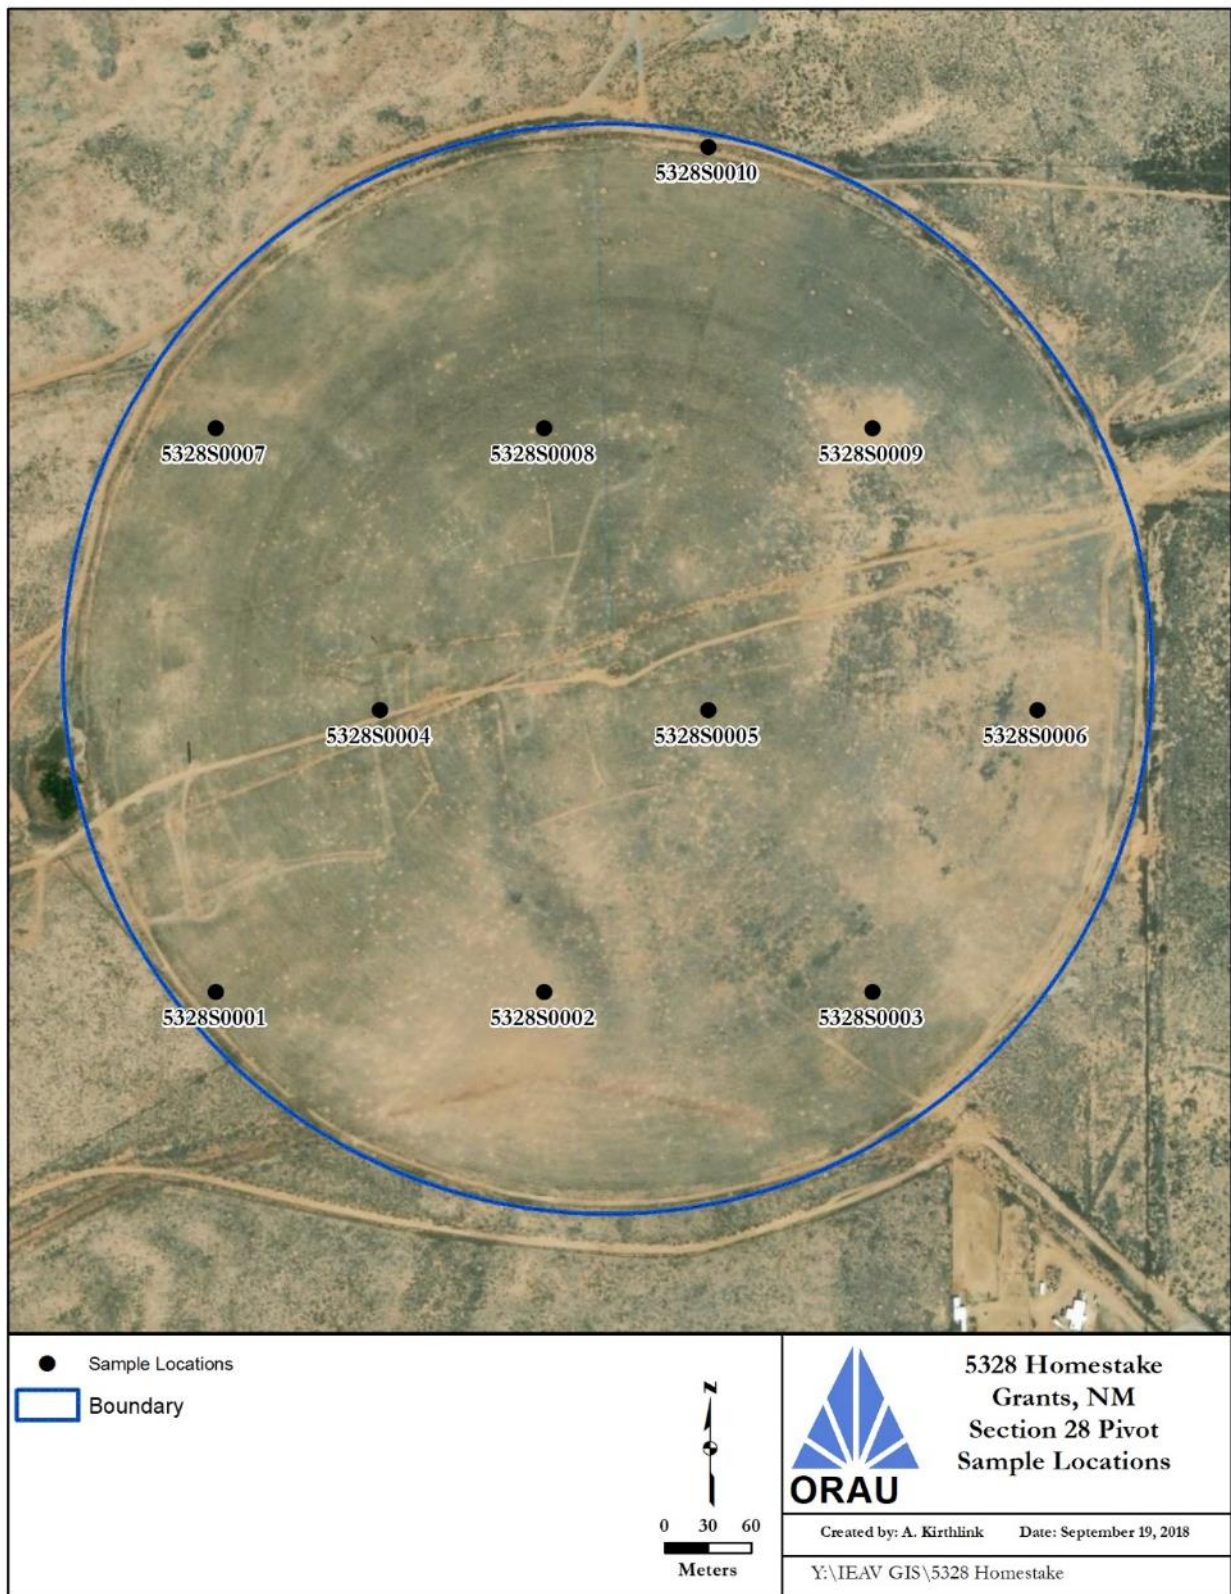 5328S0010
5328S0007
5328S0008
5328S0009
5328S0004
5328S0005
5328S0006
5328S0001
5328S0002
5328S0003
Sample Locations
Boundary
N
0 30 60
Meters
ORAU
5328 Homestake
Grants, NM
Section 28 Pivot
Sample Locations
Created by: A. Kirthlink Date: September 19, 2018
Y:\IEAV GIS\5328 Homestake